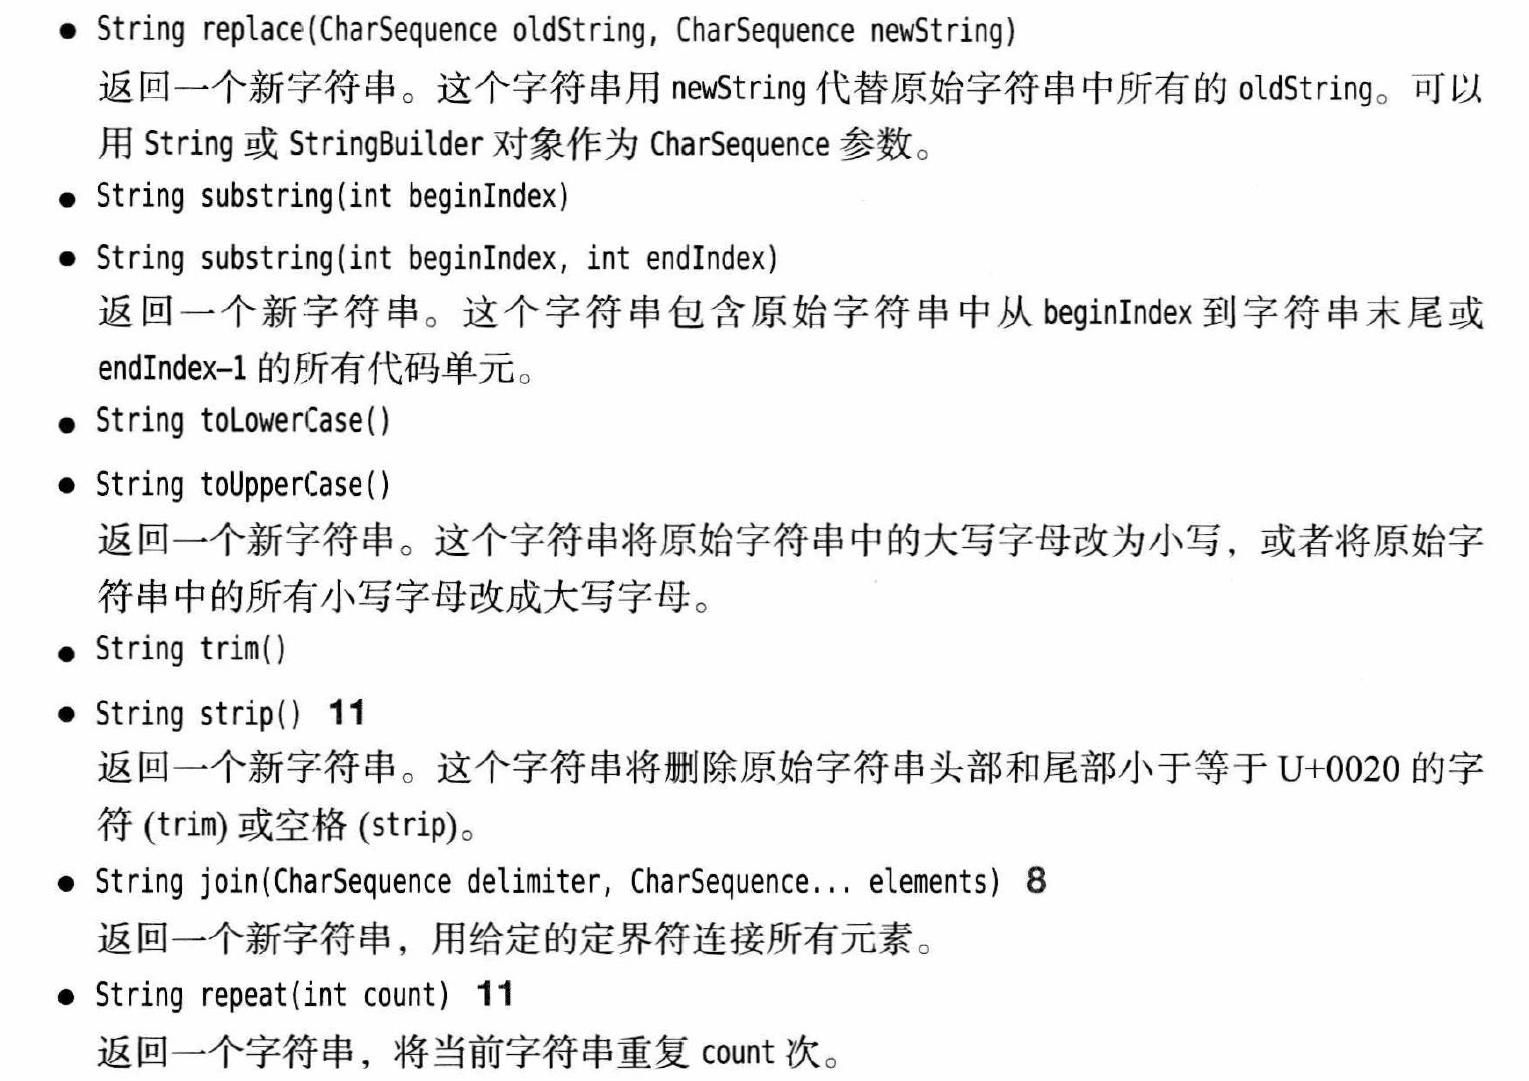 ● String replace(CharSequence oldString, CharSequence newString)
返回一个新字符串。这个字符串用 newString 代替原始字符串中所有的 oldString。可以
用 String 或 StringBuilder 对象作为 CharSequence 参数。
● String substring(int beginIndex)
● String substring(int beginIndex, int endIndex)
返回一个新字符串。这个字符串包含原始字符串中从 beginIndex 到字符串末尾或
endIndex–1 的所有代码单元。
● String toLowerCase()
● String toUpperCase()
返回一个新字符串。这个字符串将原始字符串中的大写字母改为小写，或者将原始字
符串中的所有小写字母改成大写字母。
● String trim()
● String strip() 11
返回一个新字符串。这个字符串将删除原始字符串头部和尾部小于等于 U+0020 的字
符 (trim) 或空格 (strip)。
● String join(CharSequence delimiter, CharSequence... elements) 8
返回一个新字符串，用给定的定界符连接所有元素。
● String repeat(int count) 11
返回一个字符串，将当前字符串重复 count 次。